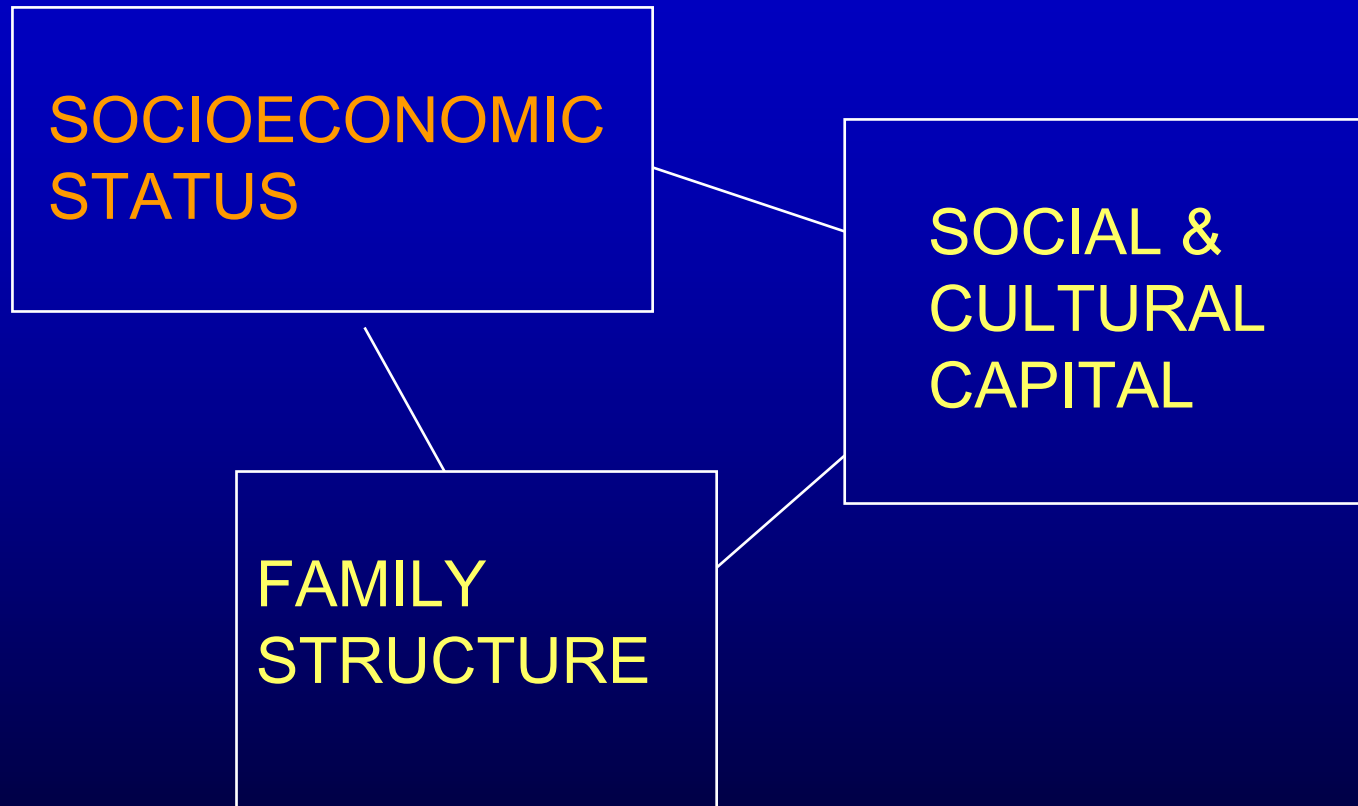 SOCIOECONOMIC
STATUS
SOCIAL &
CULTURAL
CAPITAL
FAMILY
STRUCTURE